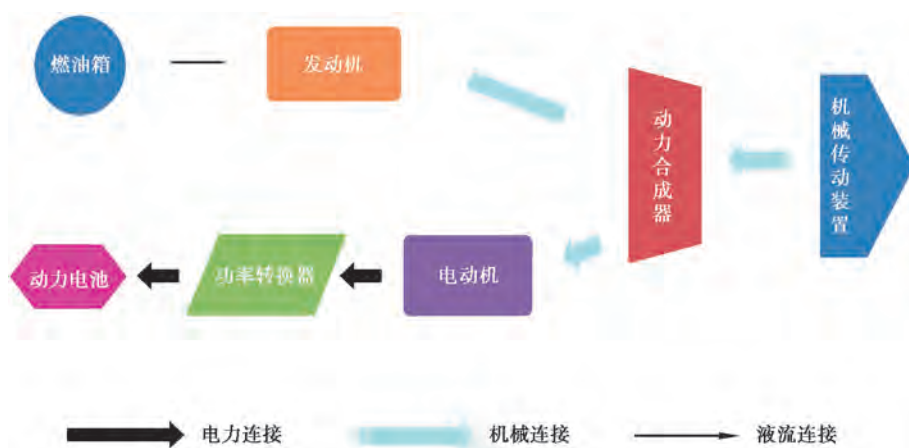 燃油箱
发动机
动力合成器
机械传动装置
动力电池
功率转换器
电动机
电力连接
机械连接
液流连接